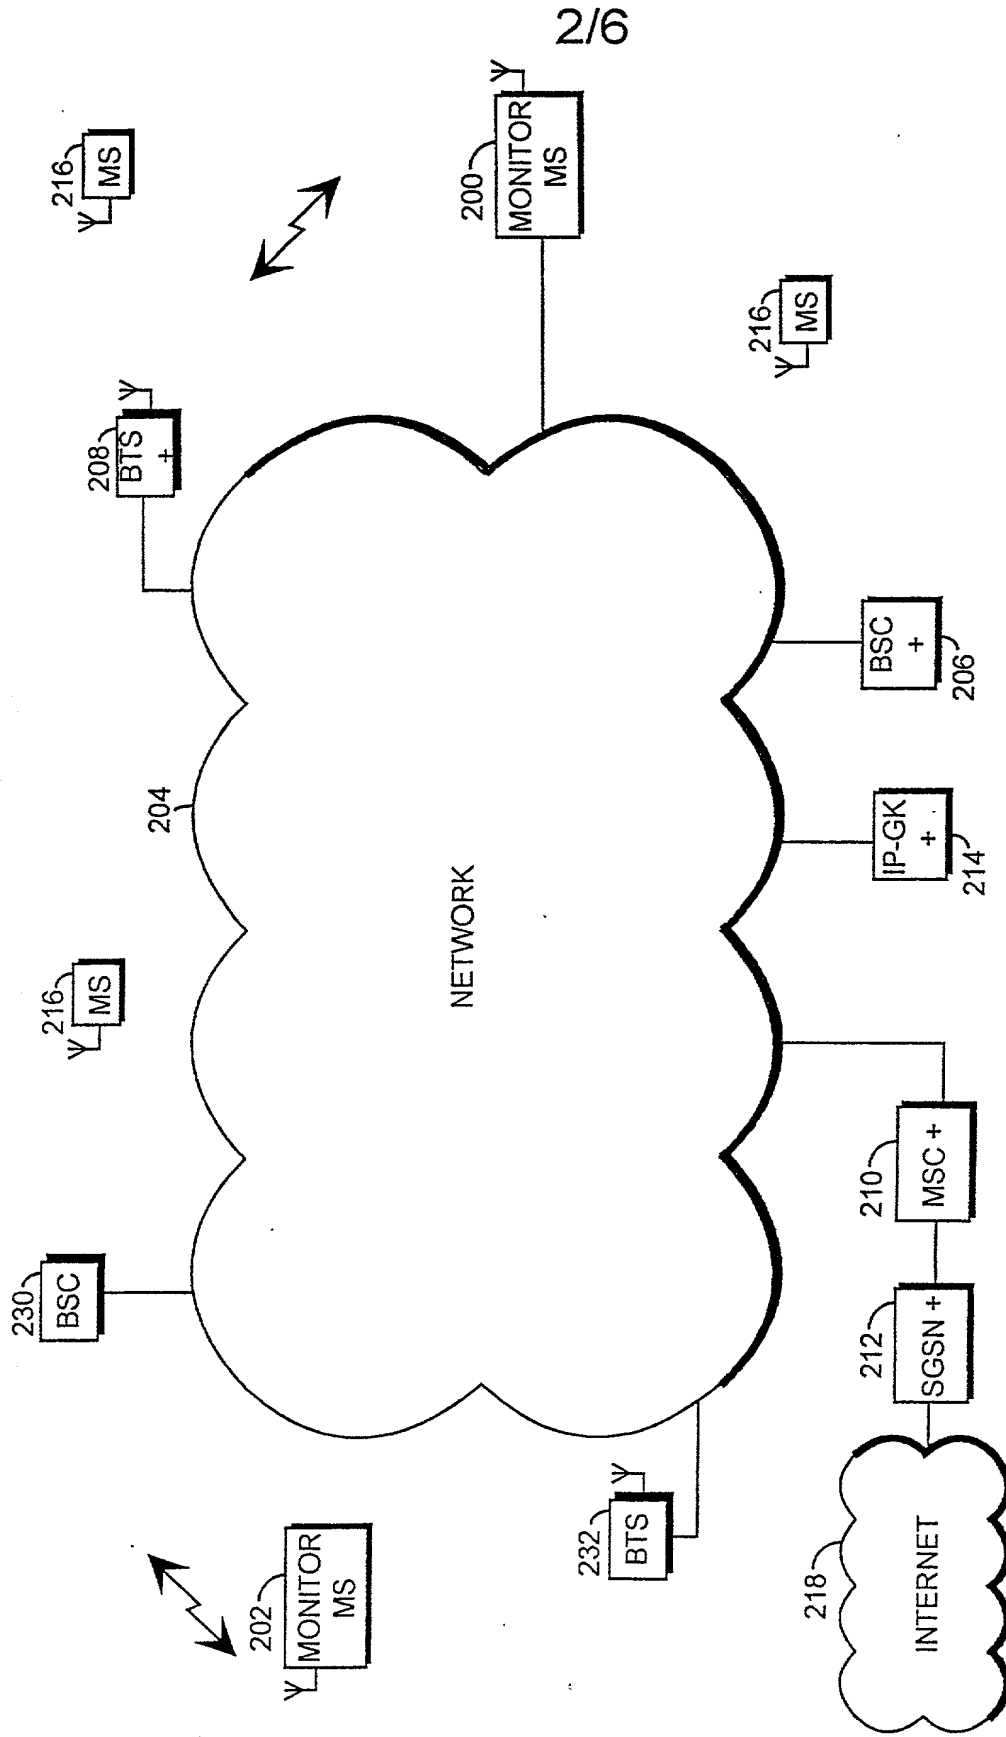 2/6
216
MS
200
MONITOR
MS
216
MS
208
BTS
+
204
BSC
+
206
IP-GK
+
214
NETWORK
216
MS
210
MSC +
230
BSC
212
SGSN +
232
BTS
202
MONITOR
MS
218
INTERNET